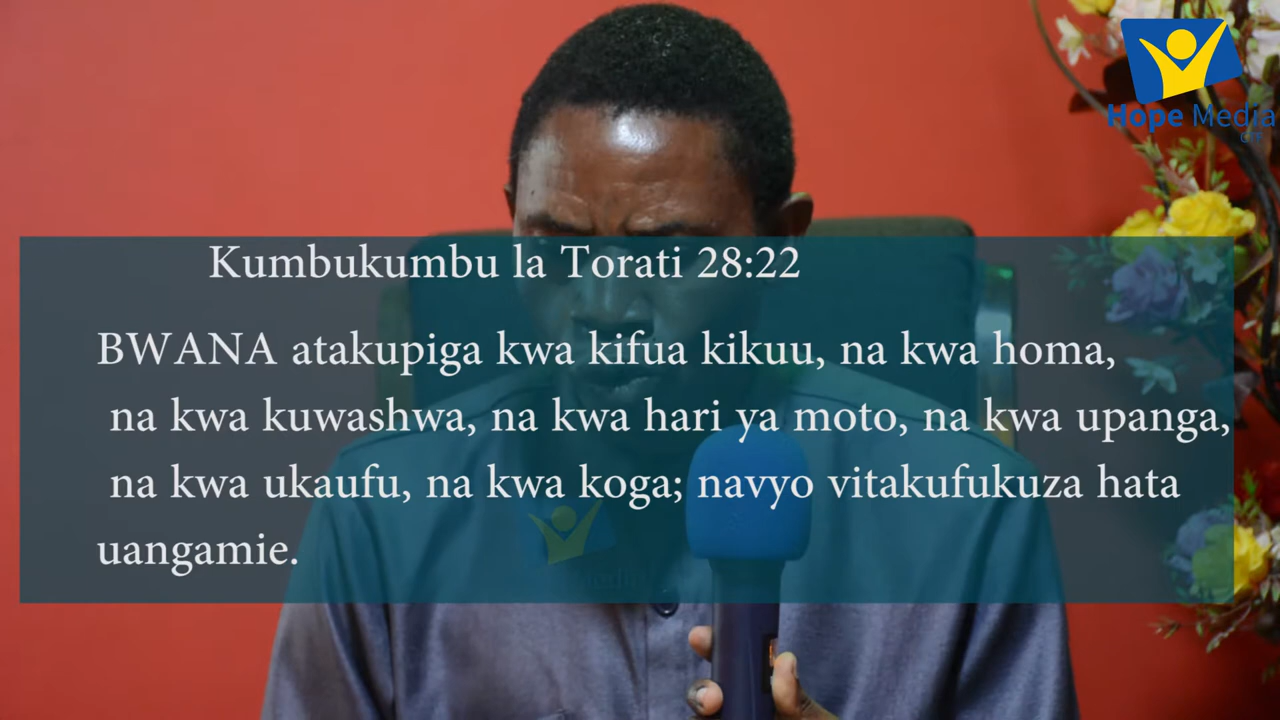 Hope Media
Kumbukumbu la Torati 28:22
BWANA atakupiga kwa kifua kikuu, na kwa homa,
na kwa kuwashwa, na kwa hari ya moto, na kwa upanga,
na kwa ukaufu, na kwa koga; navyo vitakufukuza hata
uangamie.